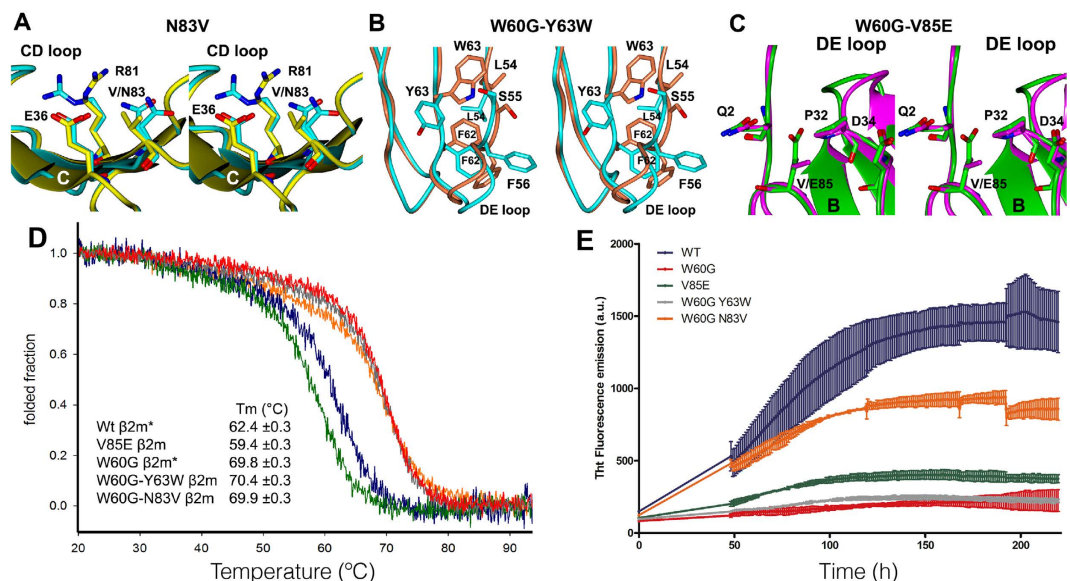 A N83V
CD loop CD loop
R81 R81
V/N83 V/N83
E36 E36
C C
B W60G-Y63W
W63 W63
L54 L54
Y63 S55 Y63 S55
L54 L54
F62 F62
F62 F62
F56 F56
DE loop DE loop
C W60G-V85E
DE loop DE loop
Q2 P32 D34 Q2 P32 D34
V/E85 V/E85
B B
D
folded fraction
1.0
0.8
0.6
0.4
0.2
0.0
Tm (°C)
Wt β2m* 62.4 ±0.3
V85E β2m 59.4 ±0.3
W60G β2m* 69.8 ±0.3
W60G-Y63W β2m 70.4 ±0.3
W60G-N83V β2m 69.9 ±0.3
20 30 40 50 60 70 80 90
Temperature (ºC)
E
Tht Fluorescence emission (a.u.)
2000
1500
1000
500
0
WT
W60G
V85E
W60G Y63W
W60G N83V
0 50 100 150 200
Time (h)